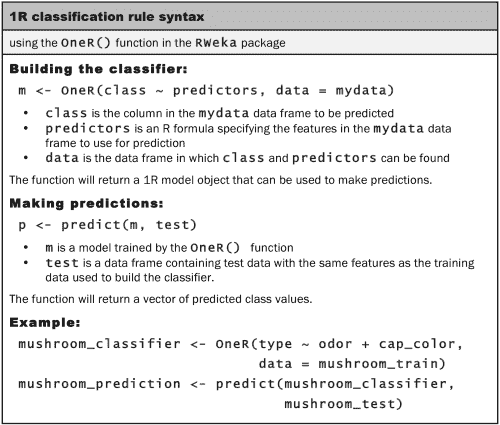 1R classification rule syntax
using the OneR() function in the RWeka package
Building the classifier:
m <- OneR(class ~ predictors, data = mydata)
• class is the column in the mydata data frame to be predicted
• predictors is an R formula specifying the features in the mydata data
frame to use for prediction
• data is the data frame in which class and predictors can be found
The function will return a 1R model object that can be used to make predictions.
Making predictions:
p <- predict(m, test)
• m is a model trained by the OneR() function
• test is a data frame containing test data with the same features as the training
data used to build the classifier.
The function will return a vector of predicted class values.
Example:
mushroom_classifier <- OneR(type ~ odor + cap_color,
data = mushroom_train)
mushroom_prediction <- predict(mushroom_classifier,
mushroom_test)